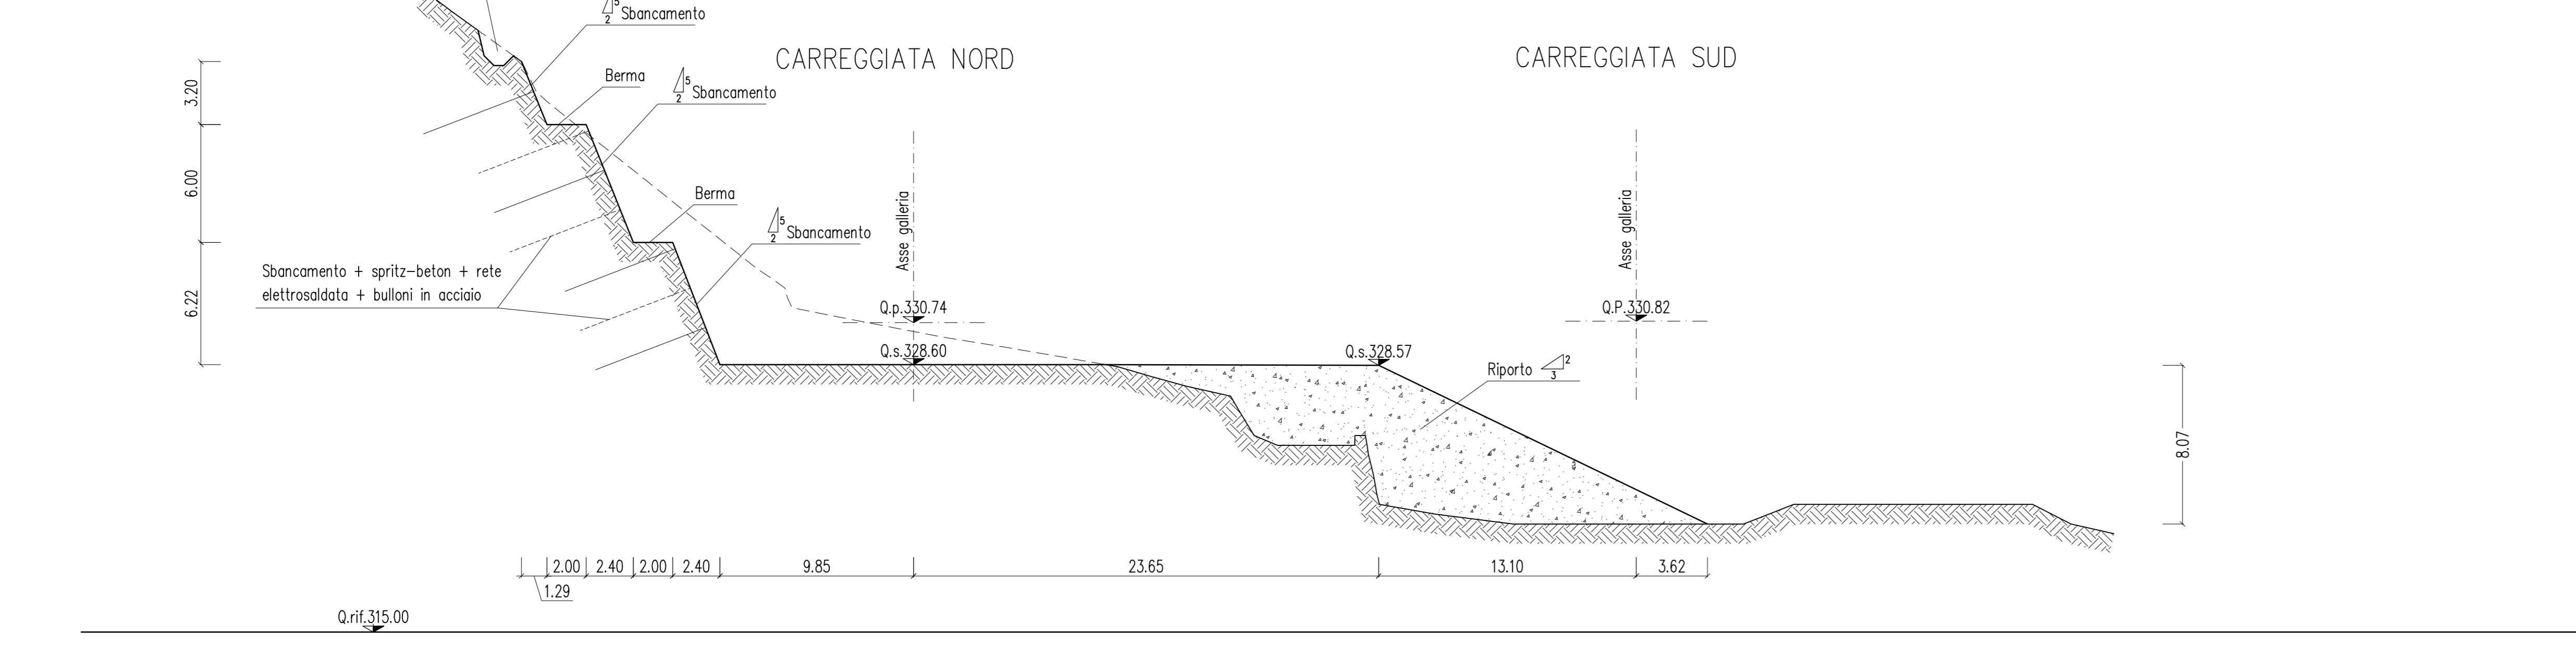 5
2
Sbancamento
CARREGGIATA NORD
CARREGGIATA SUD
Berma
5
2
Sbancamento
3.20
6.00
6.22
Berma
5
2
Sbancamento
Asse galleria
Asse galleria
Sbancamento + spritz-beton + rete
elettrosaldata + bulloni in acciaio
Q.p.330.74
Q.P.330.82
Q.s.328.60
Q.s.328.57
Riporto
2
3
8.07
2.00
2.40
2.00
2.40
9.85
23.65
13.10
3.62
1.29
Q.rif.315.00